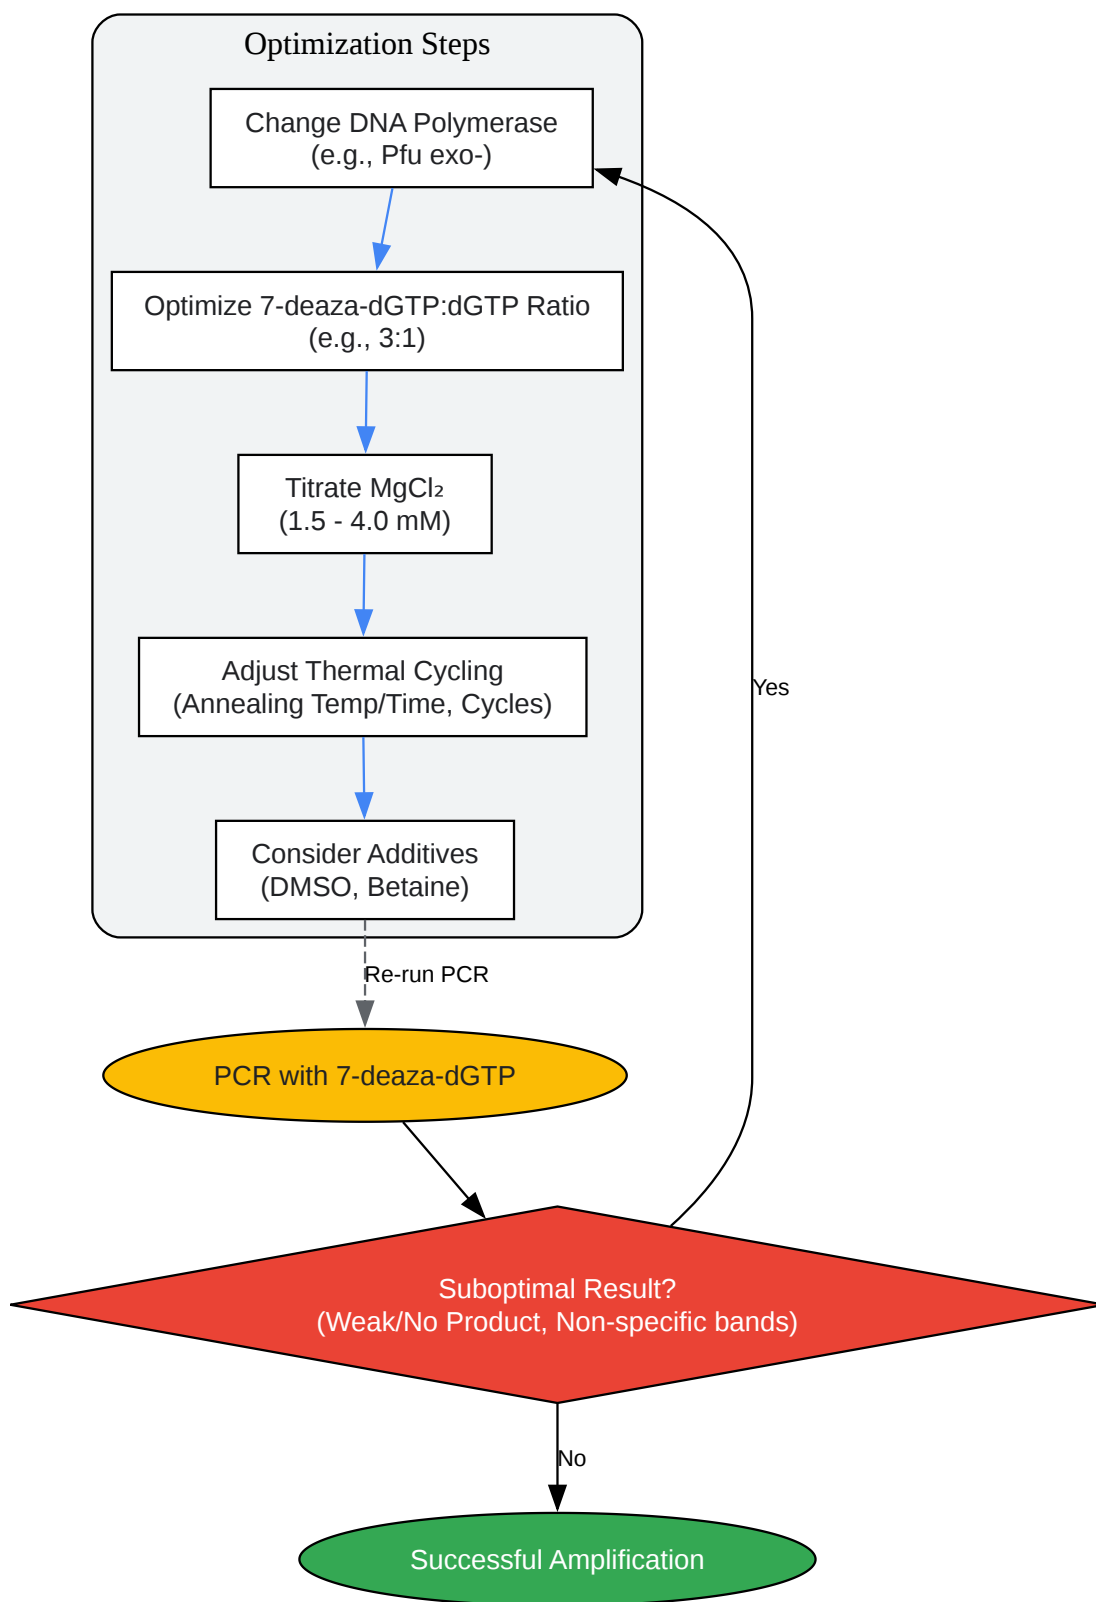 Optimization Steps
Change DNA Polymerase
(e.g., Pfu exo-)
Optimize 7-deaza-dGTP:dGTP Ratio
(e.g., 3:1)
Titrate MgCl₂
(1.5 - 4.0 mM)
Adjust Thermal Cycling
(Annealing Temp/Time, Cycles)
Yes
Consider Additives
(DMSO, Betaine)
Re-run PCR
PCR with 7-deaza-dGTP
Suboptimal Result?
(Weak/No Product, Non-specific bands)
No
Successful Amplification